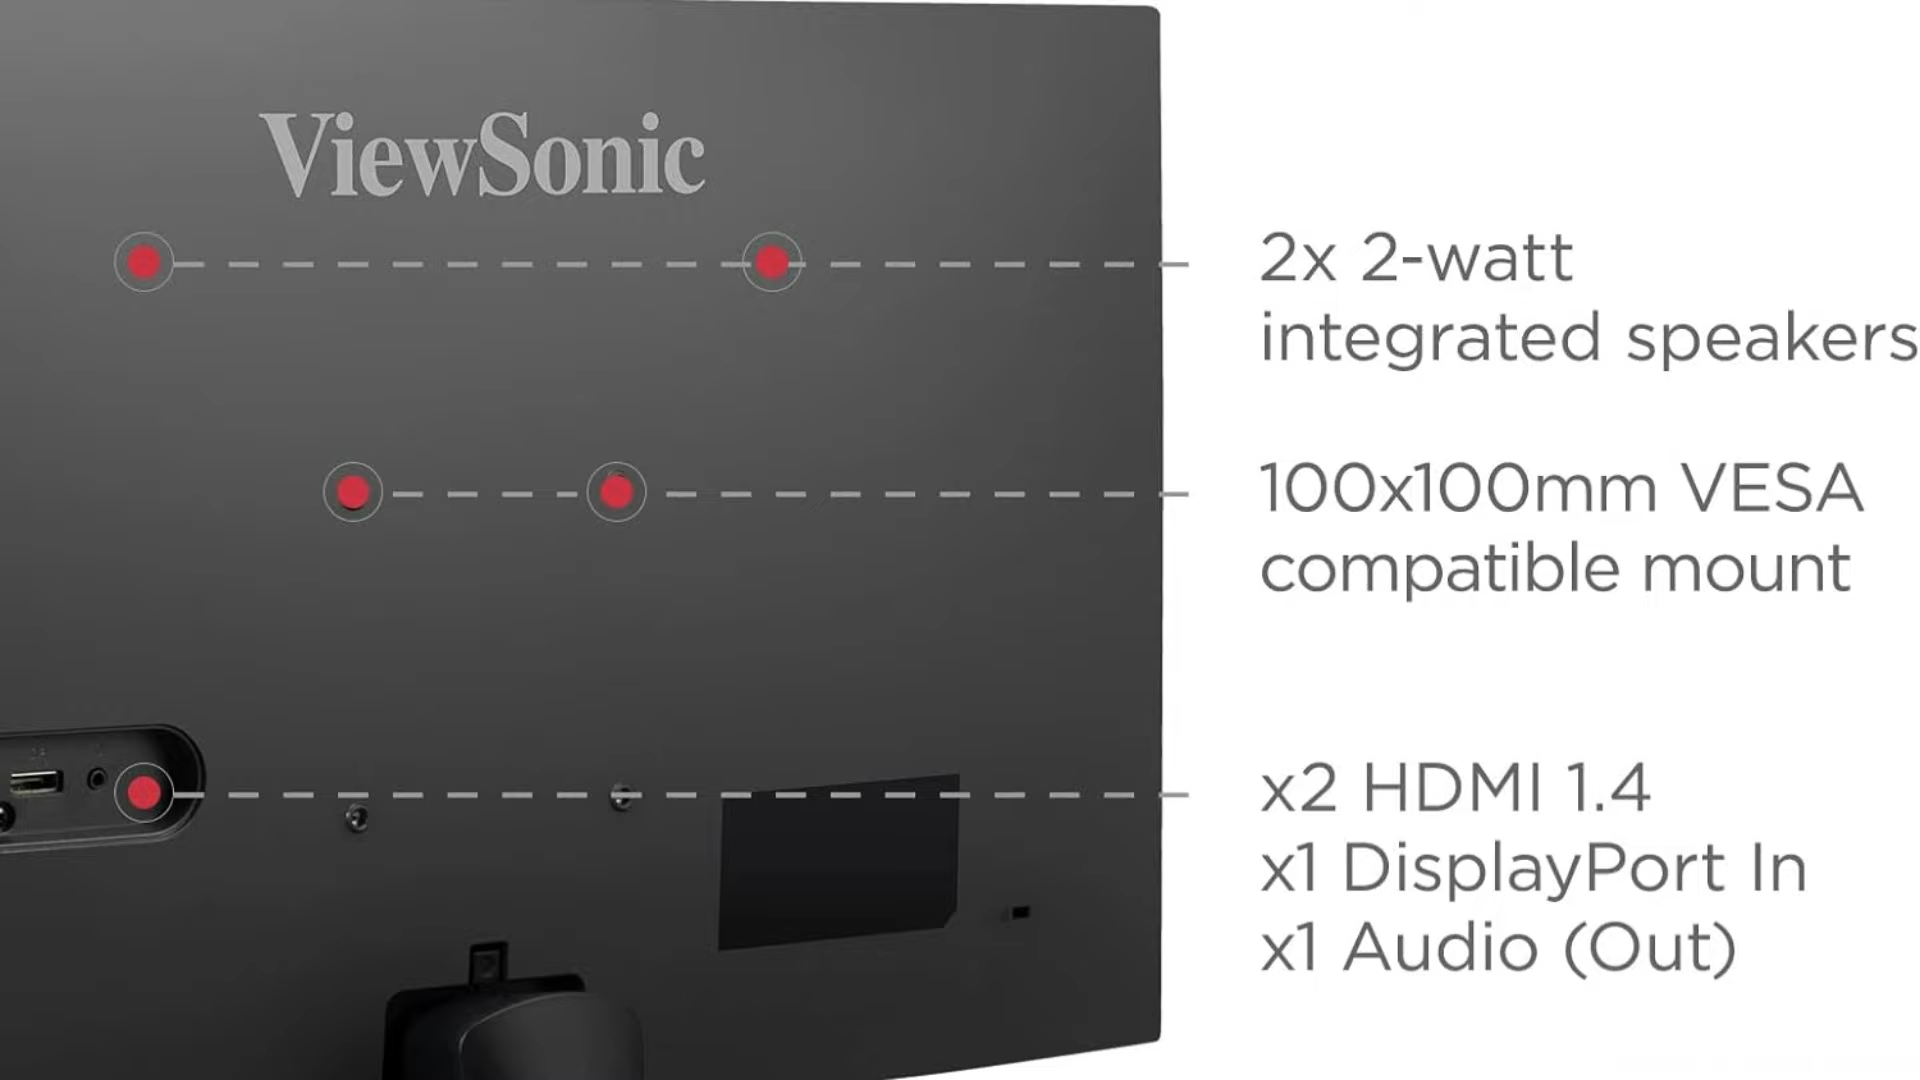 ViewSonic
2x 2-watt
integrated speakers
100x100mm VESA
compatible mount
x2 HDMI 1.4
x1 DisplayPort In
x1 Audio (Out)